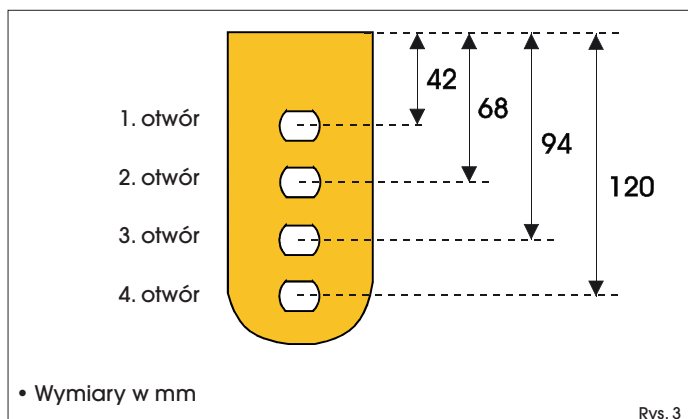 42
68
94
120
1. otwór
2. otwór
3. otwór
4. otwór
• Wymiary w mm
Rys. 3